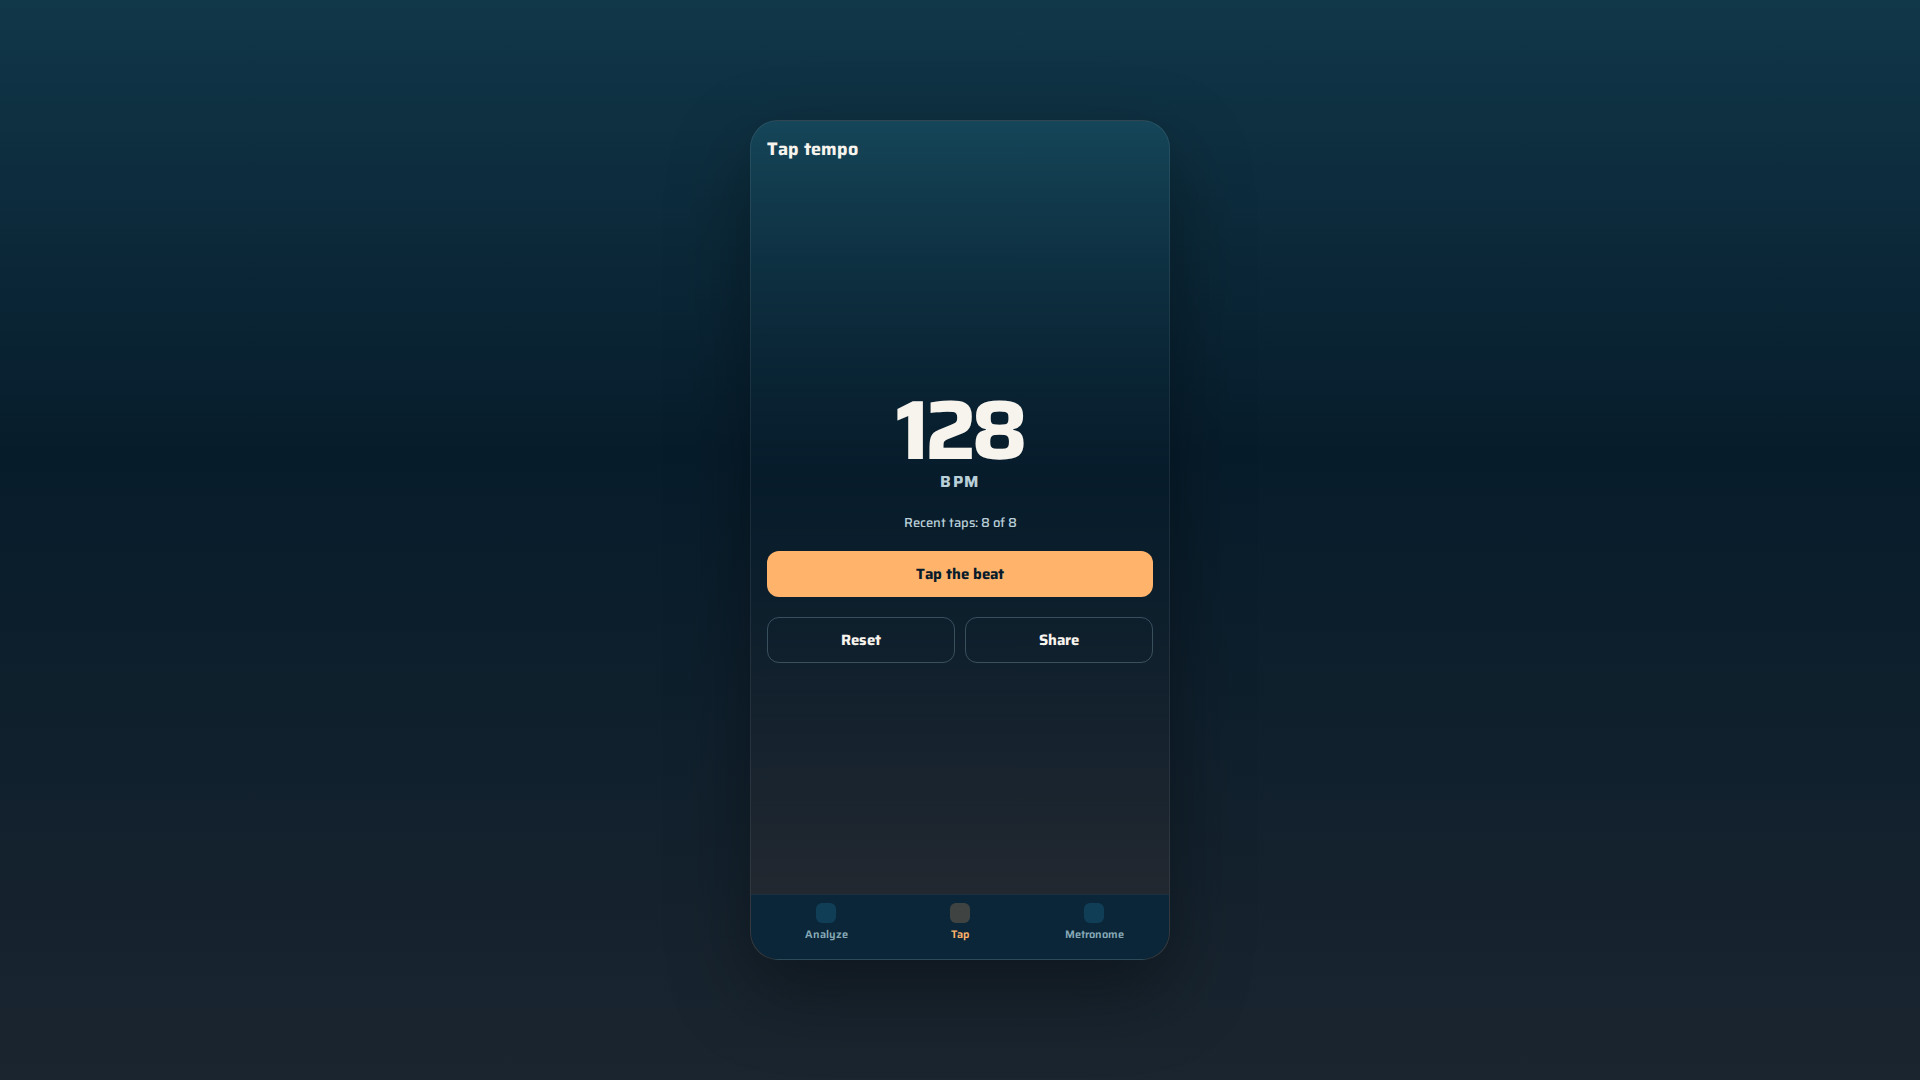 Tap tempo
128
BPM
Recent taps: 8 of 8
Tap the beat
Reset
Share
Analyze
Tap
Metronome